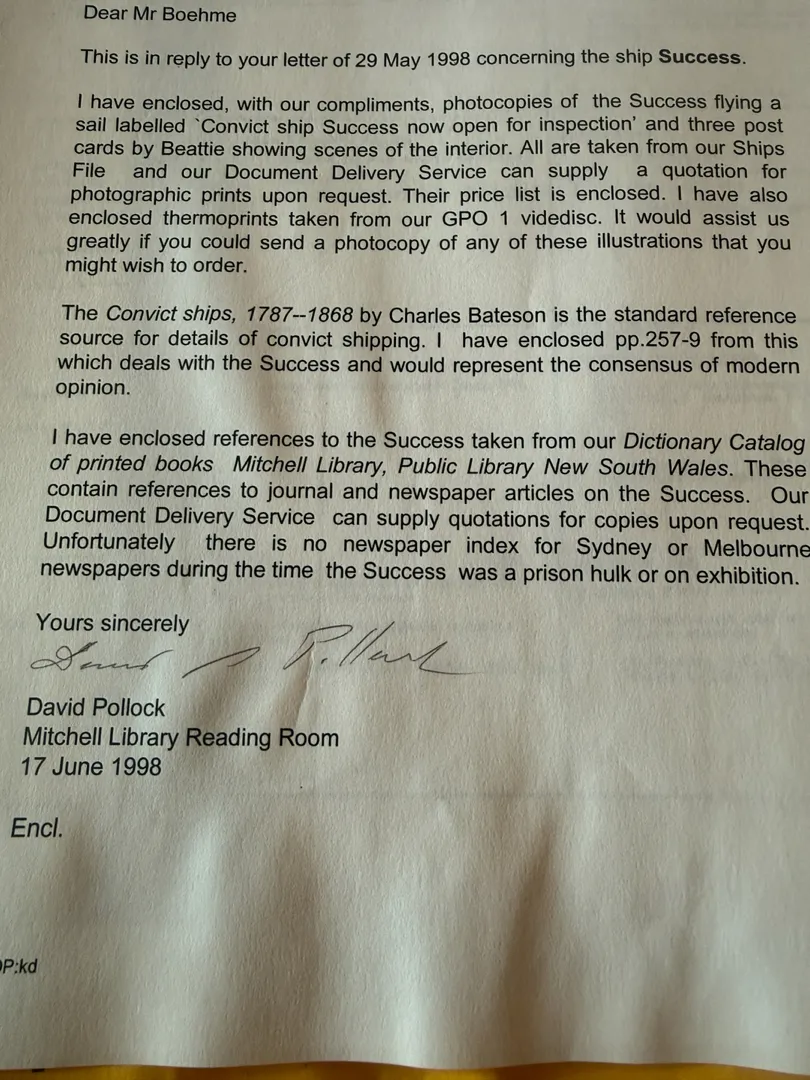 Dear Mr Boehme
This is in reply to your letter of 29 May 1998 concerning the ship Success.
I have enclosed, with our compliments, photocopies of the Success flying a
sail labelled `Convict ship Success now open for inspection' and three post
cards by Beattie showing scenes of the interior. All are taken from our Ships
File and our Document Delivery Service can supply a quotation for
photographic prints upon request. Their price list is enclosed. I have also
enclosed thermoprints taken from our GPO 1 videdisc. It would assist us
greatly if you could send a photocopy of any of these illustrations that you
might wish to order.
The Convict ships, 1787--1868 by Charles Bateson is the standard reference
source for details of convict shipping. I have enclosed pp.257-9 from this
which deals with the Success and would represent the consensus of modern
opinion.
I have enclosed references to the Success taken from our Dictionary Catalog
of printed books Mitchell Library, Public Library New South Wales. These
contain references to journal and newspaper articles on the Success. Our
Document Delivery Service can supply quotations for copies upon request.
Unfortunately there is no newspaper index for Sydney or Melbourne
newspapers during the time the Success was a prison hulk or on exhibition.
Yours sincerely
David Pollock
Mitchell Library Reading Room
17 June 1998
Encl.
P:kd